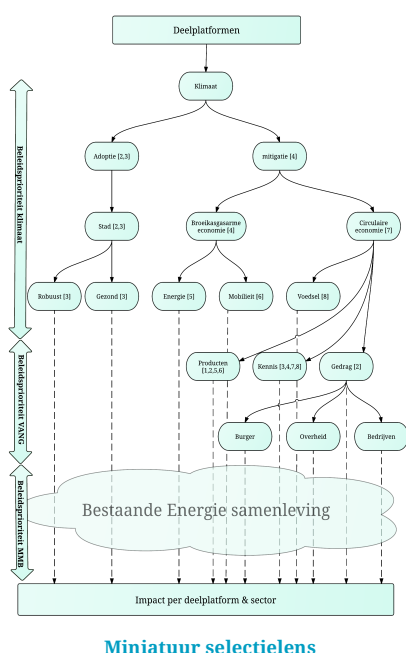 Deelplatformen
Klimaat
Adoptie [2,3]
mitigatie [4]
Stad [2,3]
Broeikasgasarme
economie [4]
Circulaire
economie [7]
Robuust [3]
Gezond [3]
Energie [5]
Mobilieit [6]
Voedsel [8]
Producten
[1,2,5,6]
Kennis [3,4,7,8]
Gedrag [2]
Burger
Overheid
Bedrijven
Beleidsprioriteit klimaat
Beleidsprioriteit VANG
Beleidsprioriteit MMB
Bestaande Energie samenleving
Impact per deelplatform & sector
Miniatuur selectielens